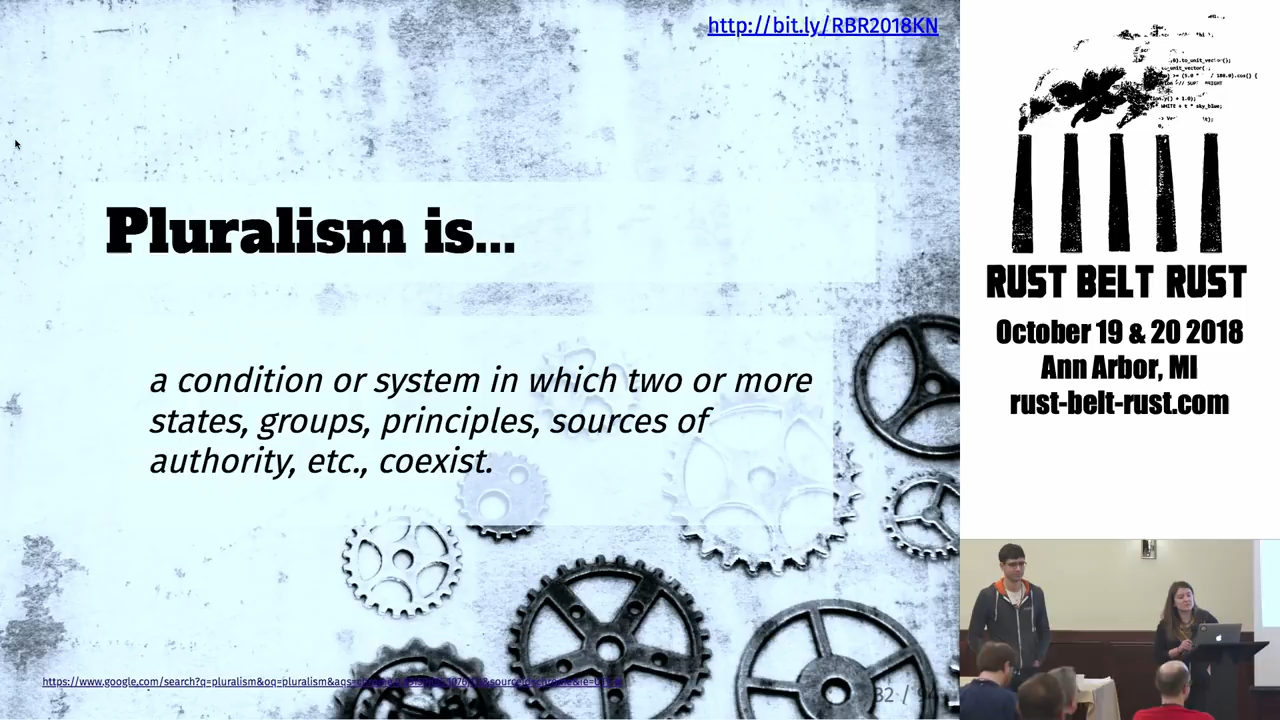 http://bit.ly/RBR2018KN
Pluralism is...
a condition or system in which two or more
states, groups, principles, sources of
authority, etc., coexist.
RUST BELT RUST
October 19 & 20 2018
Ann Arbor, MI
rust-belt-rust.com